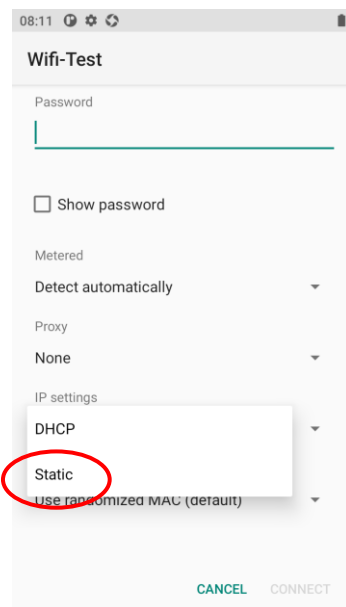 08:11
Wifi-Test
Password
Show password
Metered
Detect automatically
Proxy
None
IP settings
DHCP
Static
Use randomized MAC (default)
CANCEL CONNECT